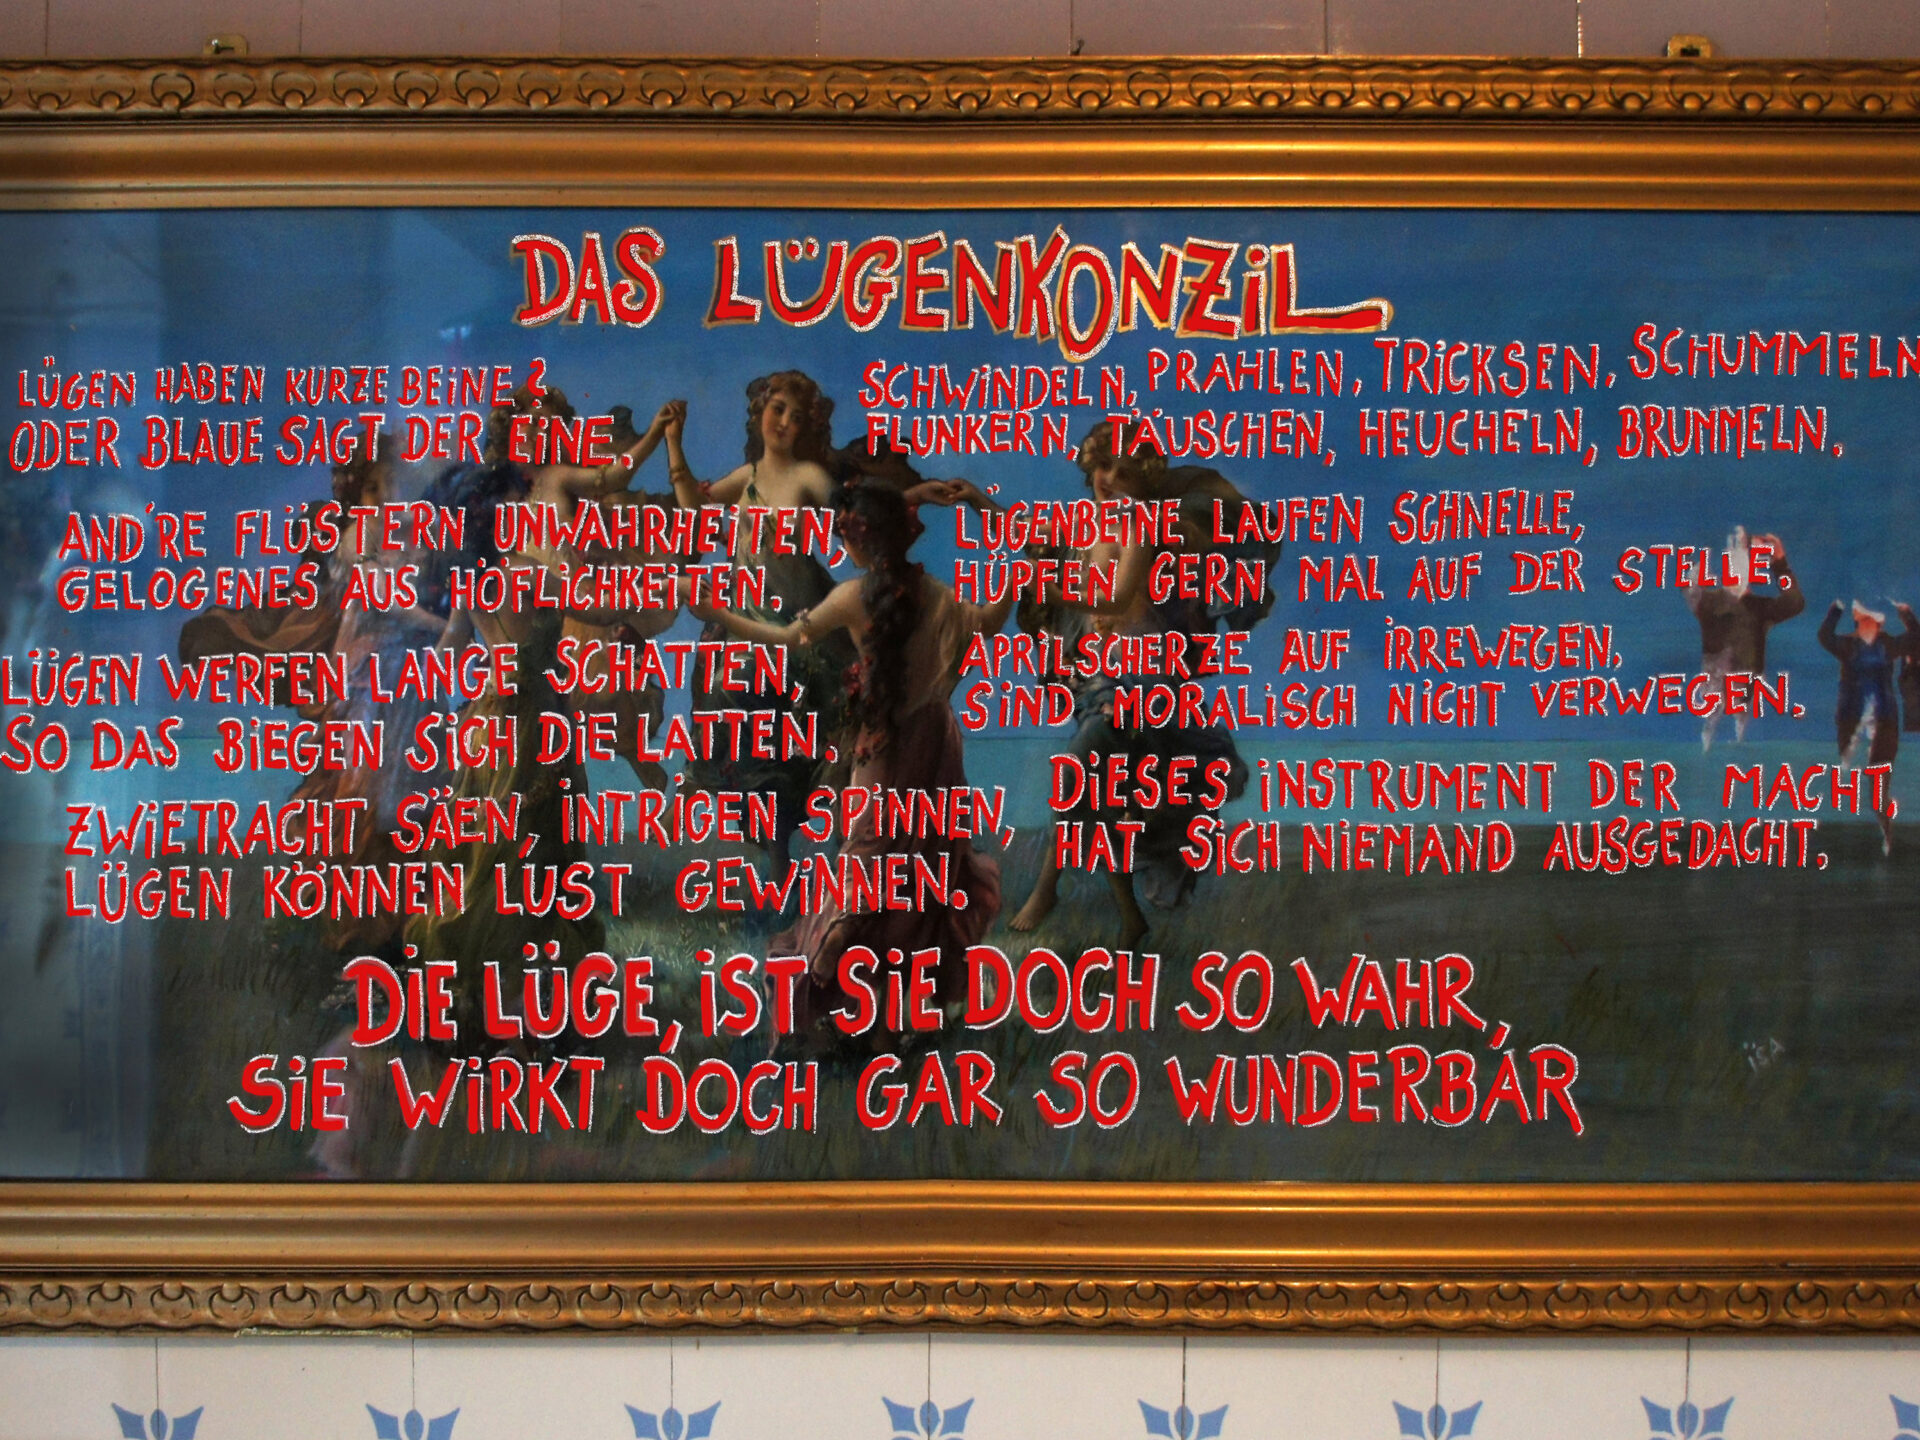 DAS LÜGENKONZIL
LÜGEN HABEN KURZE BEINE?
ODER BLAUE SAGT DER EINE.
AND'RE FLÜSTERN UNWAHRHEITEN,
GELOGENES AUS HÖFLICHKEITEN.
LÜGEN WERFEN LANGE SCHATTEN,
SO DAS BIEGEN SICH DIE LATTEN.
ZWIETRACHT SÄEN, INTRIGEN SPINNEN,
LÜGEN KÖNNEN LUST GEWINNEN.
SCHWINDELN, PRAHLEN, TRICKSEN, SCHUMMELN
FLUNKERN, TÄUSCHEN, HEUCHELN, BRUMMELN.
LÜGENBEINE LAUFEN SCHNELLE,
HÜPFEN GERN MAL AUF DER STELLE.
APRILSCHERZE AUF IRREWEGEN,
SIND MORALISCH NICHT VERWEGEN.
DIESES INSTRUMENT DER MACHT,
HAT SICH NIEMAND AUSGEDACHT.
DIE LÜGE, IST SIE DOCH SO WAHR,
SIE WIRKT DOCH GAR SO WUNDERBAR
ISA